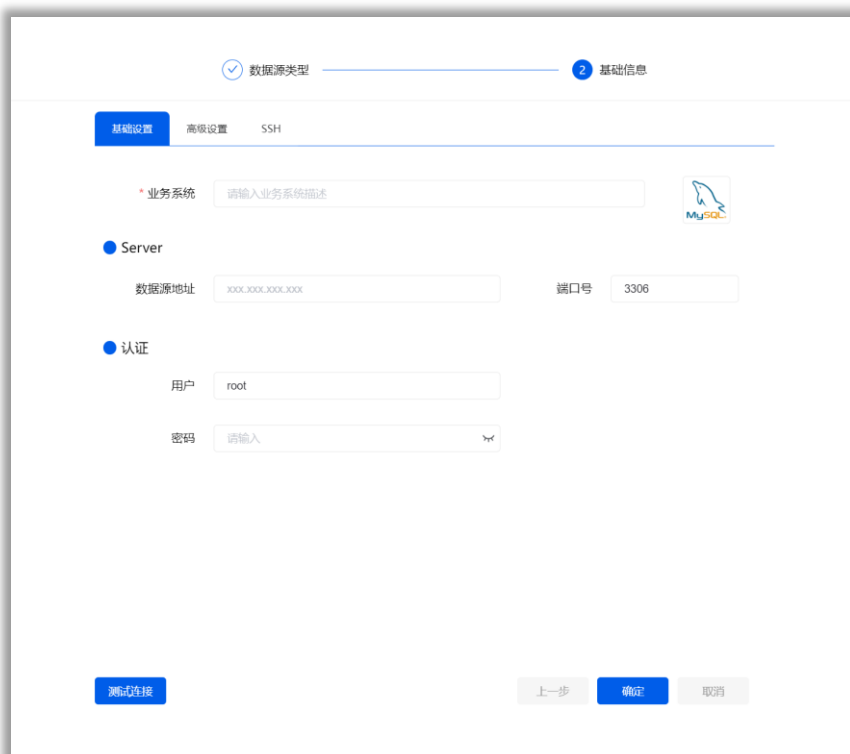 数据源类型 2 基础信息
基础设置 高级设置 SSH
* 业务系统 请输入业务系统描述
MySQL
Server
数据源地址 xxx.xxx.xxx.xxx 端口号 3306
认证
用户 root
密码 请输入
测试连接 上一步 确定 取消